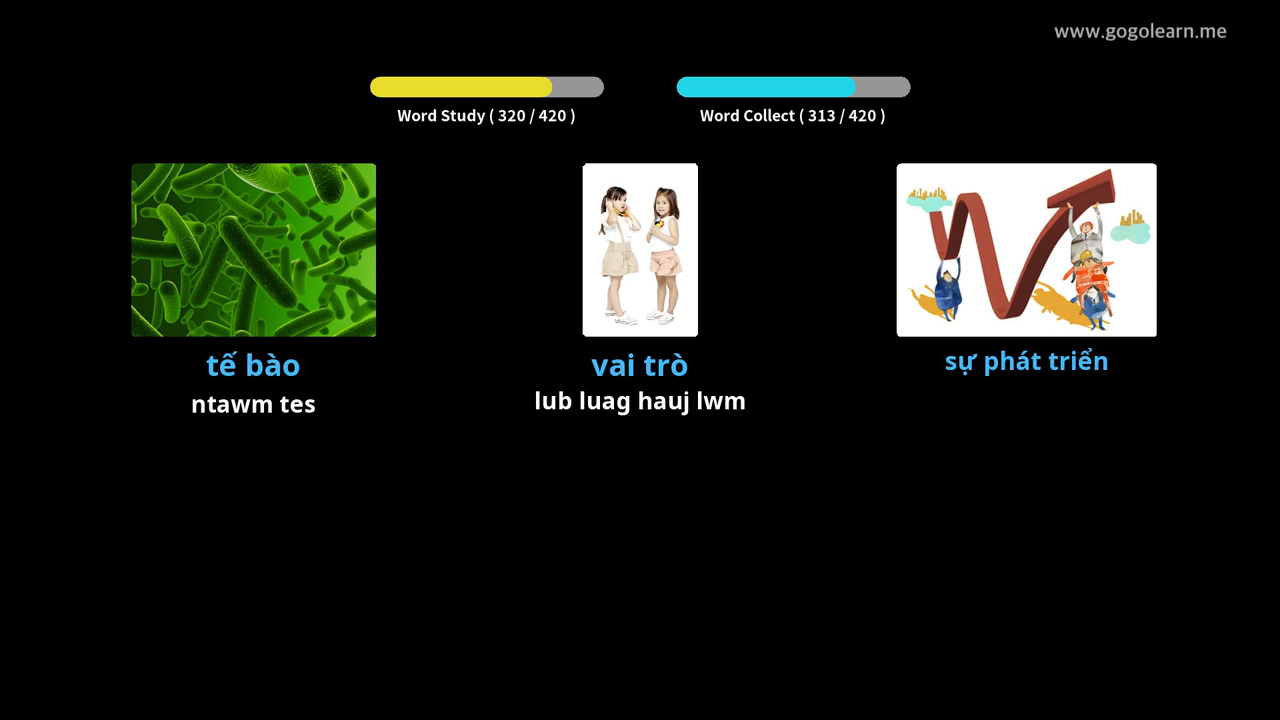 www.gogolearn.me
Word Study ( 320 / 420 )
Word Collect ( 313 / 420 )
tế bào
ntawm tes
vai trò
lub luag hauj lwm
sự phát triển